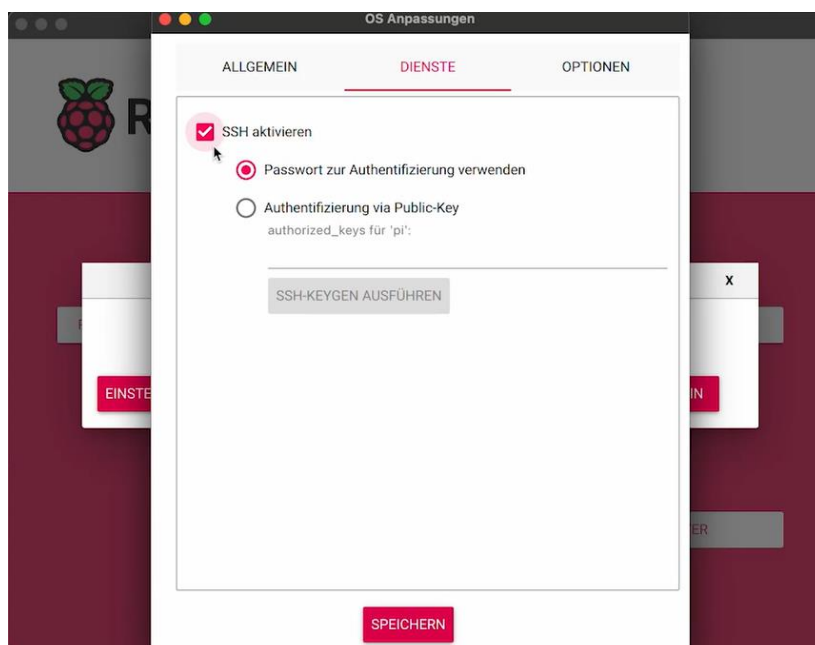 OS Anpassungen
ALLGEMEIN DIENSTE OPTIONEN
SSH aktivieren
Passwort zur Authentifizierung verwenden
Authentifizierung via Public-Key
authorized_keys für 'pi':
X
SSH-KEYGEN AUSFÜHREN
EINSTE
IN
ER
SPEICHERN